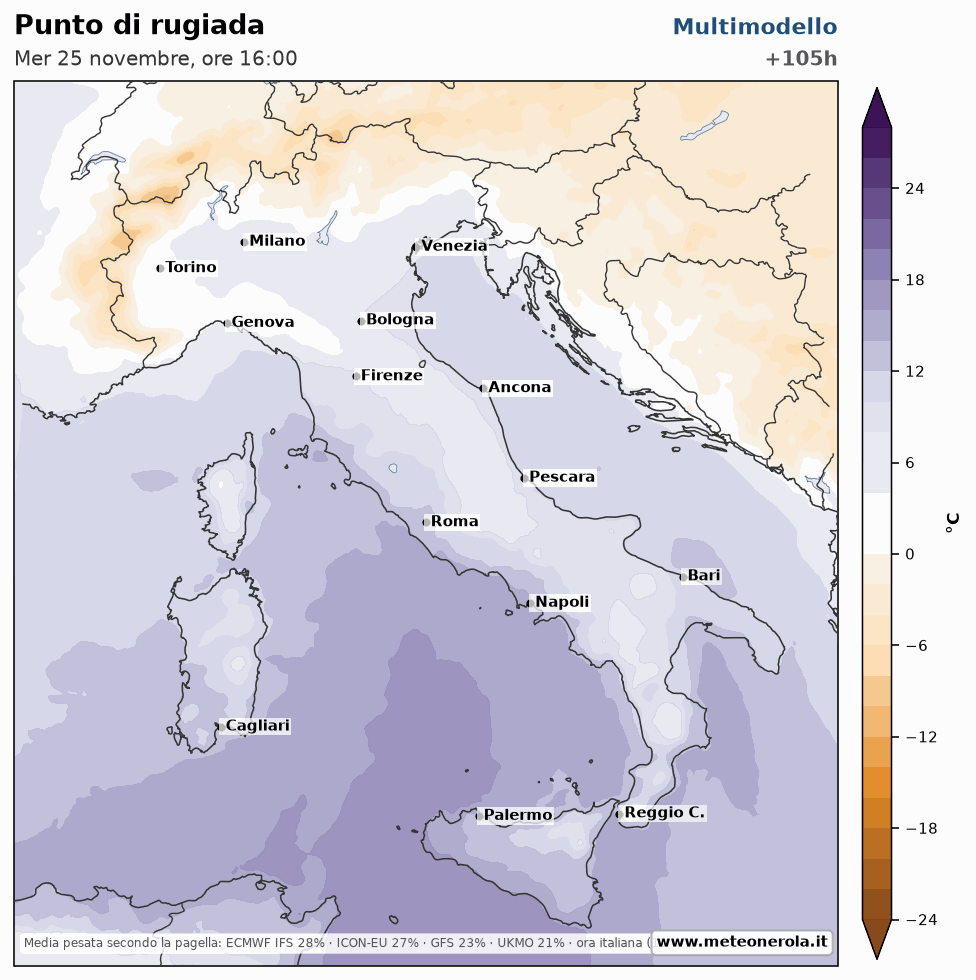 Punto di rugiada
Multimodello
Mer 25 novembre, ore 16:00
+105h
24
Milano
Venezia
Torino
18
Genova
Bologna
Firenze
12
Ancona
6
Pescara
Roma
°C
0
Bari
Napoli
−6
Cagliari
−12
Palermo
Reggio C.
−18
−24
Media pesata secondo la pagella: ECMWF IFS 28% · ICON-EU 27% · GFS 23% · UKMO 21% · ora italiana (
www.meteonerola.it